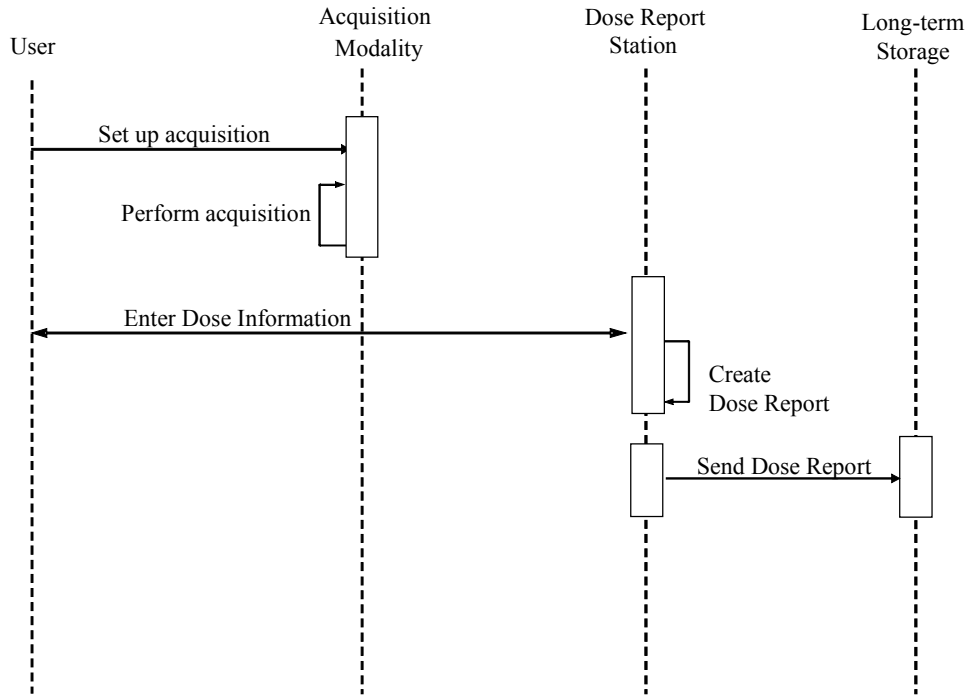 User
Acquisition
Modality
Dose Report
Station
Long-term
Storage
Set up acquisition
Perform acquisition
Enter Dose Information
Create
Dose Report
Send Dose Report